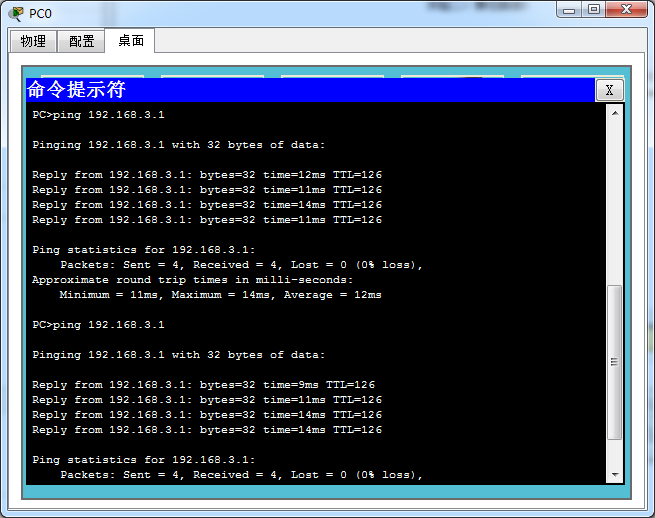 PC0
物理 配置 桌面
命令提示符 X
PC>ping 192.168.3.1
Pinging 192.168.3.1 with 32 bytes of data:
Reply from 192.168.3.1: bytes=32 time=12ms TTL=126
Reply from 192.168.3.1: bytes=32 time=11ms TTL=126
Reply from 192.168.3.1: bytes=32 time=14ms TTL=126
Reply from 192.168.3.1: bytes=32 time=11ms TTL=126
Ping statistics for 192.168.3.1:
Packets: Sent = 4, Received = 4, Lost = 0 (0% loss),
Approximate round trip times in milli-seconds:
Minimum = 11ms, Maximum = 14ms, Average = 12ms
PC>ping 192.168.3.1
Pinging 192.168.3.1 with 32 bytes of data:
Reply from 192.168.3.1: bytes=32 time=9ms TTL=126
Reply from 192.168.3.1: bytes=32 time=11ms TTL=126
Reply from 192.168.3.1: bytes=32 time=14ms TTL=126
Reply from 192.168.3.1: bytes=32 time=14ms TTL=126
Ping statistics for 192.168.3.1:
Packets: Sent = 4, Received = 4, Lost = 0 (0% loss),